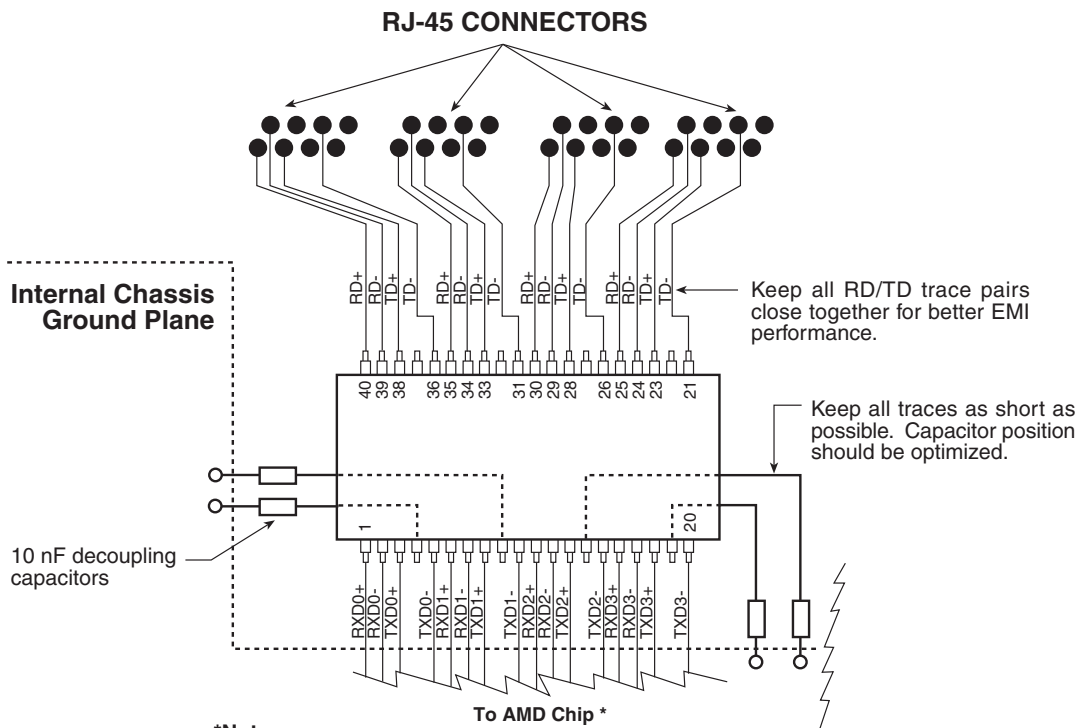 RJ-45 CONNECTORS
RD+ RD- TD+ TD- RD+ RD- TD+ TD- RD+ RD- TD+ TD- RD+ RD- TD+ TD-
Internal Chassis
Ground Plane
Keep all RD/TD trace pairs
close together for better EMI
performance.
40 39 38 36 35 34 33 31 30 29 28 26 25 24 23 21
Keep all traces as short as
possible. Capacitor position
should be optimized.
1 20
10 nF decoupling
capacitors
RXD0+ RXD0- TXD0+ TXD0- RXD1+ RXD1- TXD1+ TXD1- RXD2+ RXD2- TXD2+ TXD2- RXD3+ RXD3- TXD3+ TXD3-
To AMD Chip *